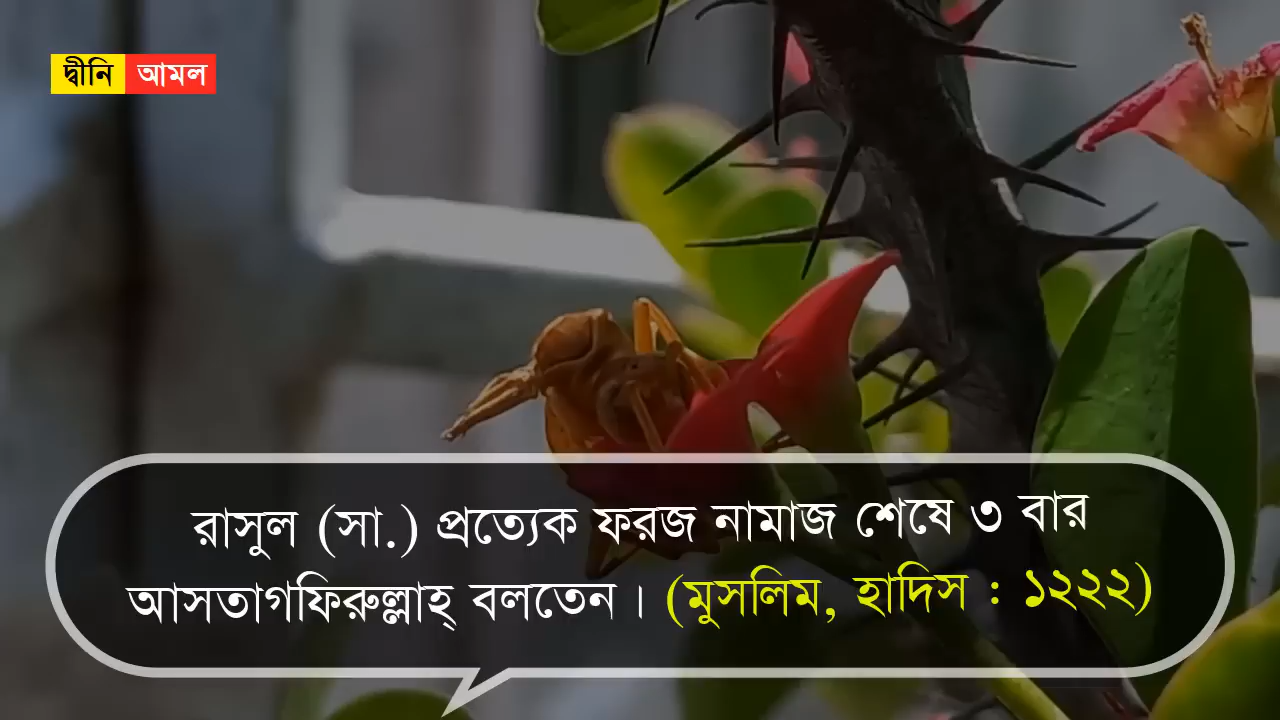 দ্বীনি আমল
রাসুল (সা.) প্রত্যেক ফরজ নামাজ শেষে ৩ বার
আসতাগফিরুল্লাহ্ বলতেন। (মুসলিম, হাদিস : ১২২২)